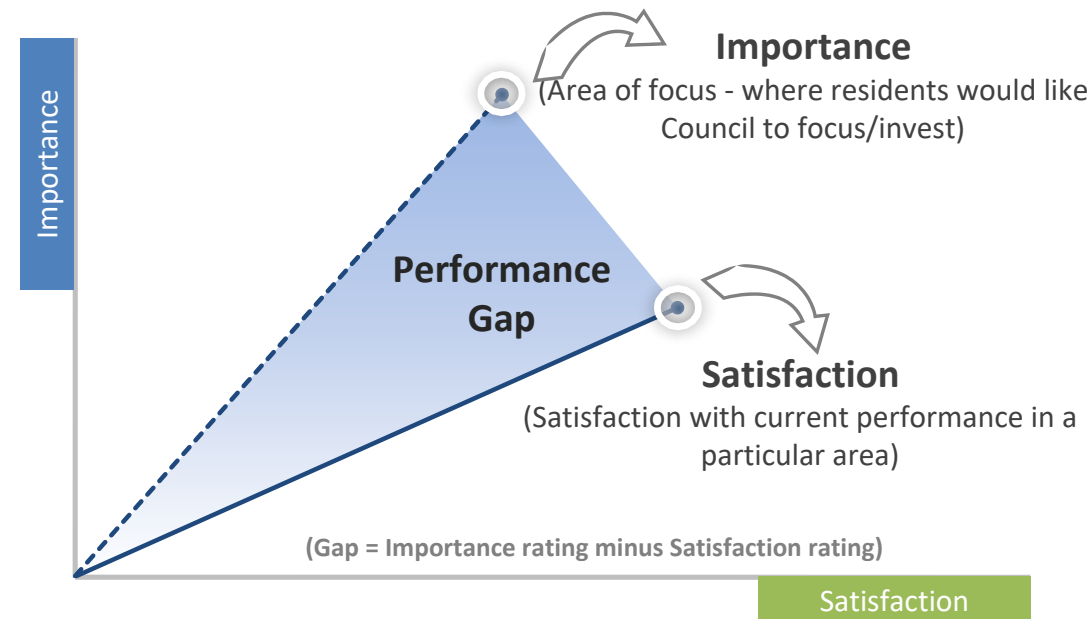 Importance
Importance
(Area of focus - where residents would like
Council to focus/invest)
Performance
Gap
Satisfaction
(Satisfaction with current performance in a
particular area)
(Gap = Importance rating minus Satisfaction rating)
Satisfaction